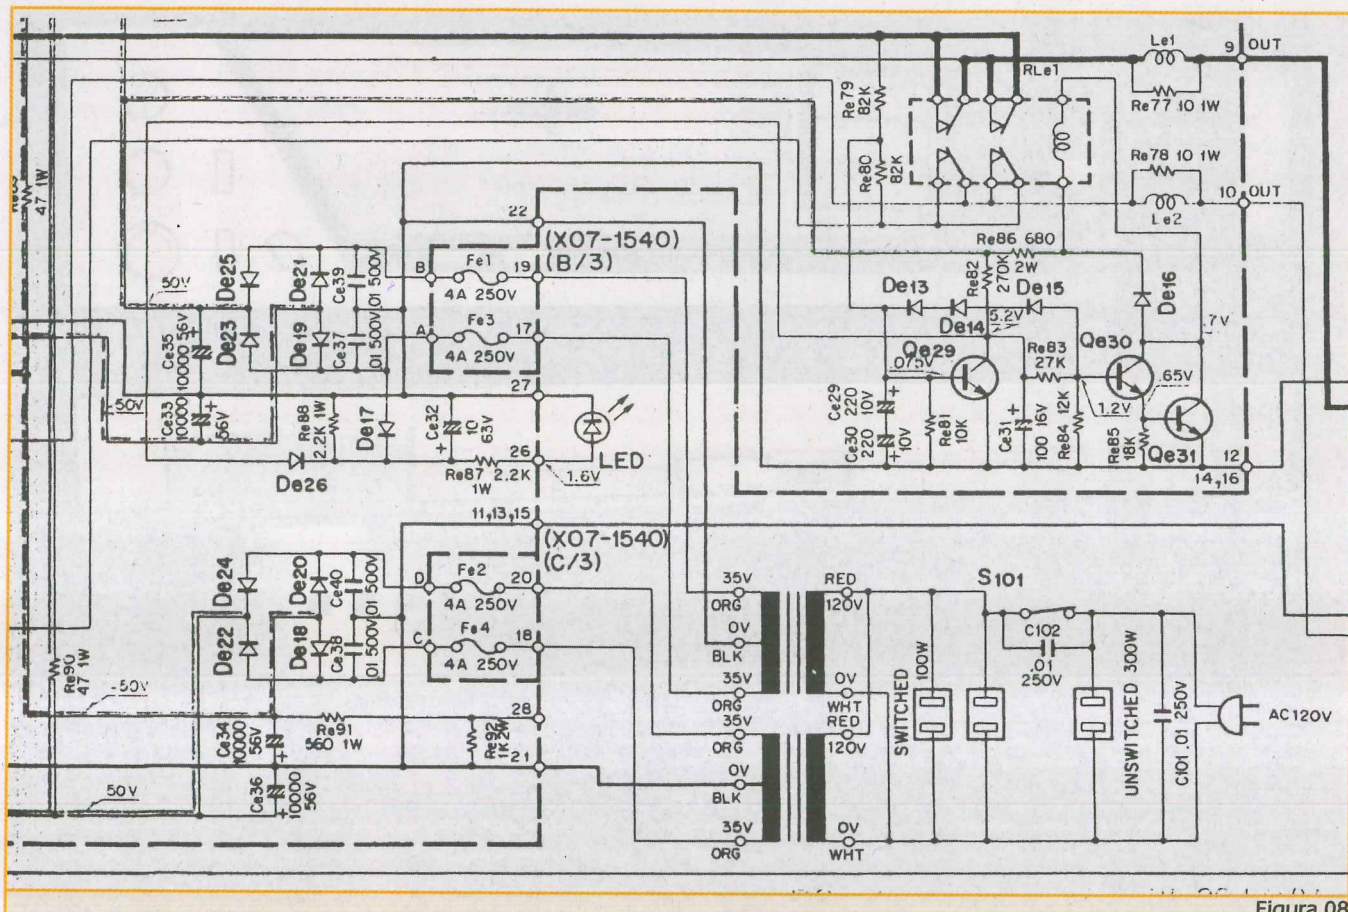 Le1
9 OUT
RLe1
Re79
82K
Re77 10 1W
Re80
82K
Re78 10 1W
10 OUT
Le2
47 1W
22
(X07-1540)
(B/3)
De25
De21
Ce39
.01 500V
B
Fe1
19
4A 250V
50V
De23
De19
Ce37
.01 500V
A
Fe3
17
4A 250V
Ce35
10000
56V
+
27
-50V
Ce33
10000
56V
+
Re88
2.2K 1W
De17
Ce32
10
63V
+
26
Re87 2.2K
1W
LED
1.6V
De26
11,13,15
(X07-1540)
(C/3)
Re86 680
2W
Re82
270K
De13
De14
De15
De16
5.2V
.7V
Qe29
Re83
27K
Qe30
.65V
1.2V
Ce29
220
10V
+
Ce30
220
10V
+
Re81
10K
Ce31
100 16V
+
Re84 12K
Re85
18K
Qe31
12
14,16
De24
De20
Ce40
.01 500V
D
Fe2
20
4A 250V
De22
De18
Ce38
.01 500V
C
Fe4
18
4A 250V
Re90
47 1W
-50V
28
Ce34
10000
56V
+
Re91
560 1W
Re92
21
50V
Ce36
10000
56V
+
35V
ORG
RED
120V
0V
BLK
35V
ORG
0V
WHT
35V
ORG
RED
120V
0V
BLK
35V
ORG
0V
WHT
S101
C102
.01
250V
SWITCHED
100W
UNSWITCHED 300W
C101 .01 250V
AC120V
Figura 08